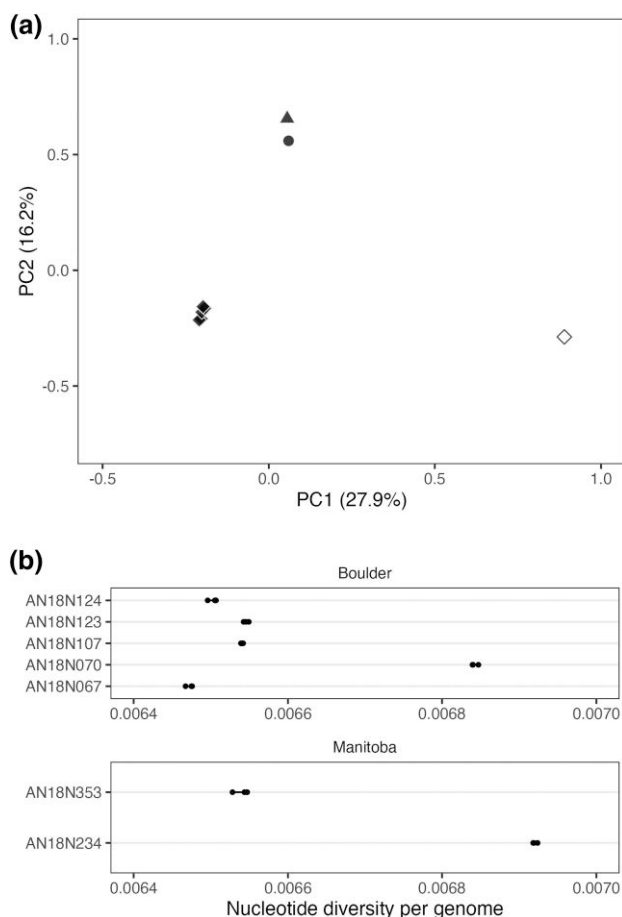 (a)
1.0
0.5
0.0
-0.5
PC2 (16.2%)
-0.5 0.0 0.5 1.0
PC1 (27.9%)
(b)
Boulder
AN18N124
AN18N123
AN18N107
AN18N070
AN18N067
0.0064 0.0066 0.0068 0.0070
Manitoba
AN18N353
AN18N234
0.0064 0.0066 0.0068 0.0070
Nucleotide diversity per genome